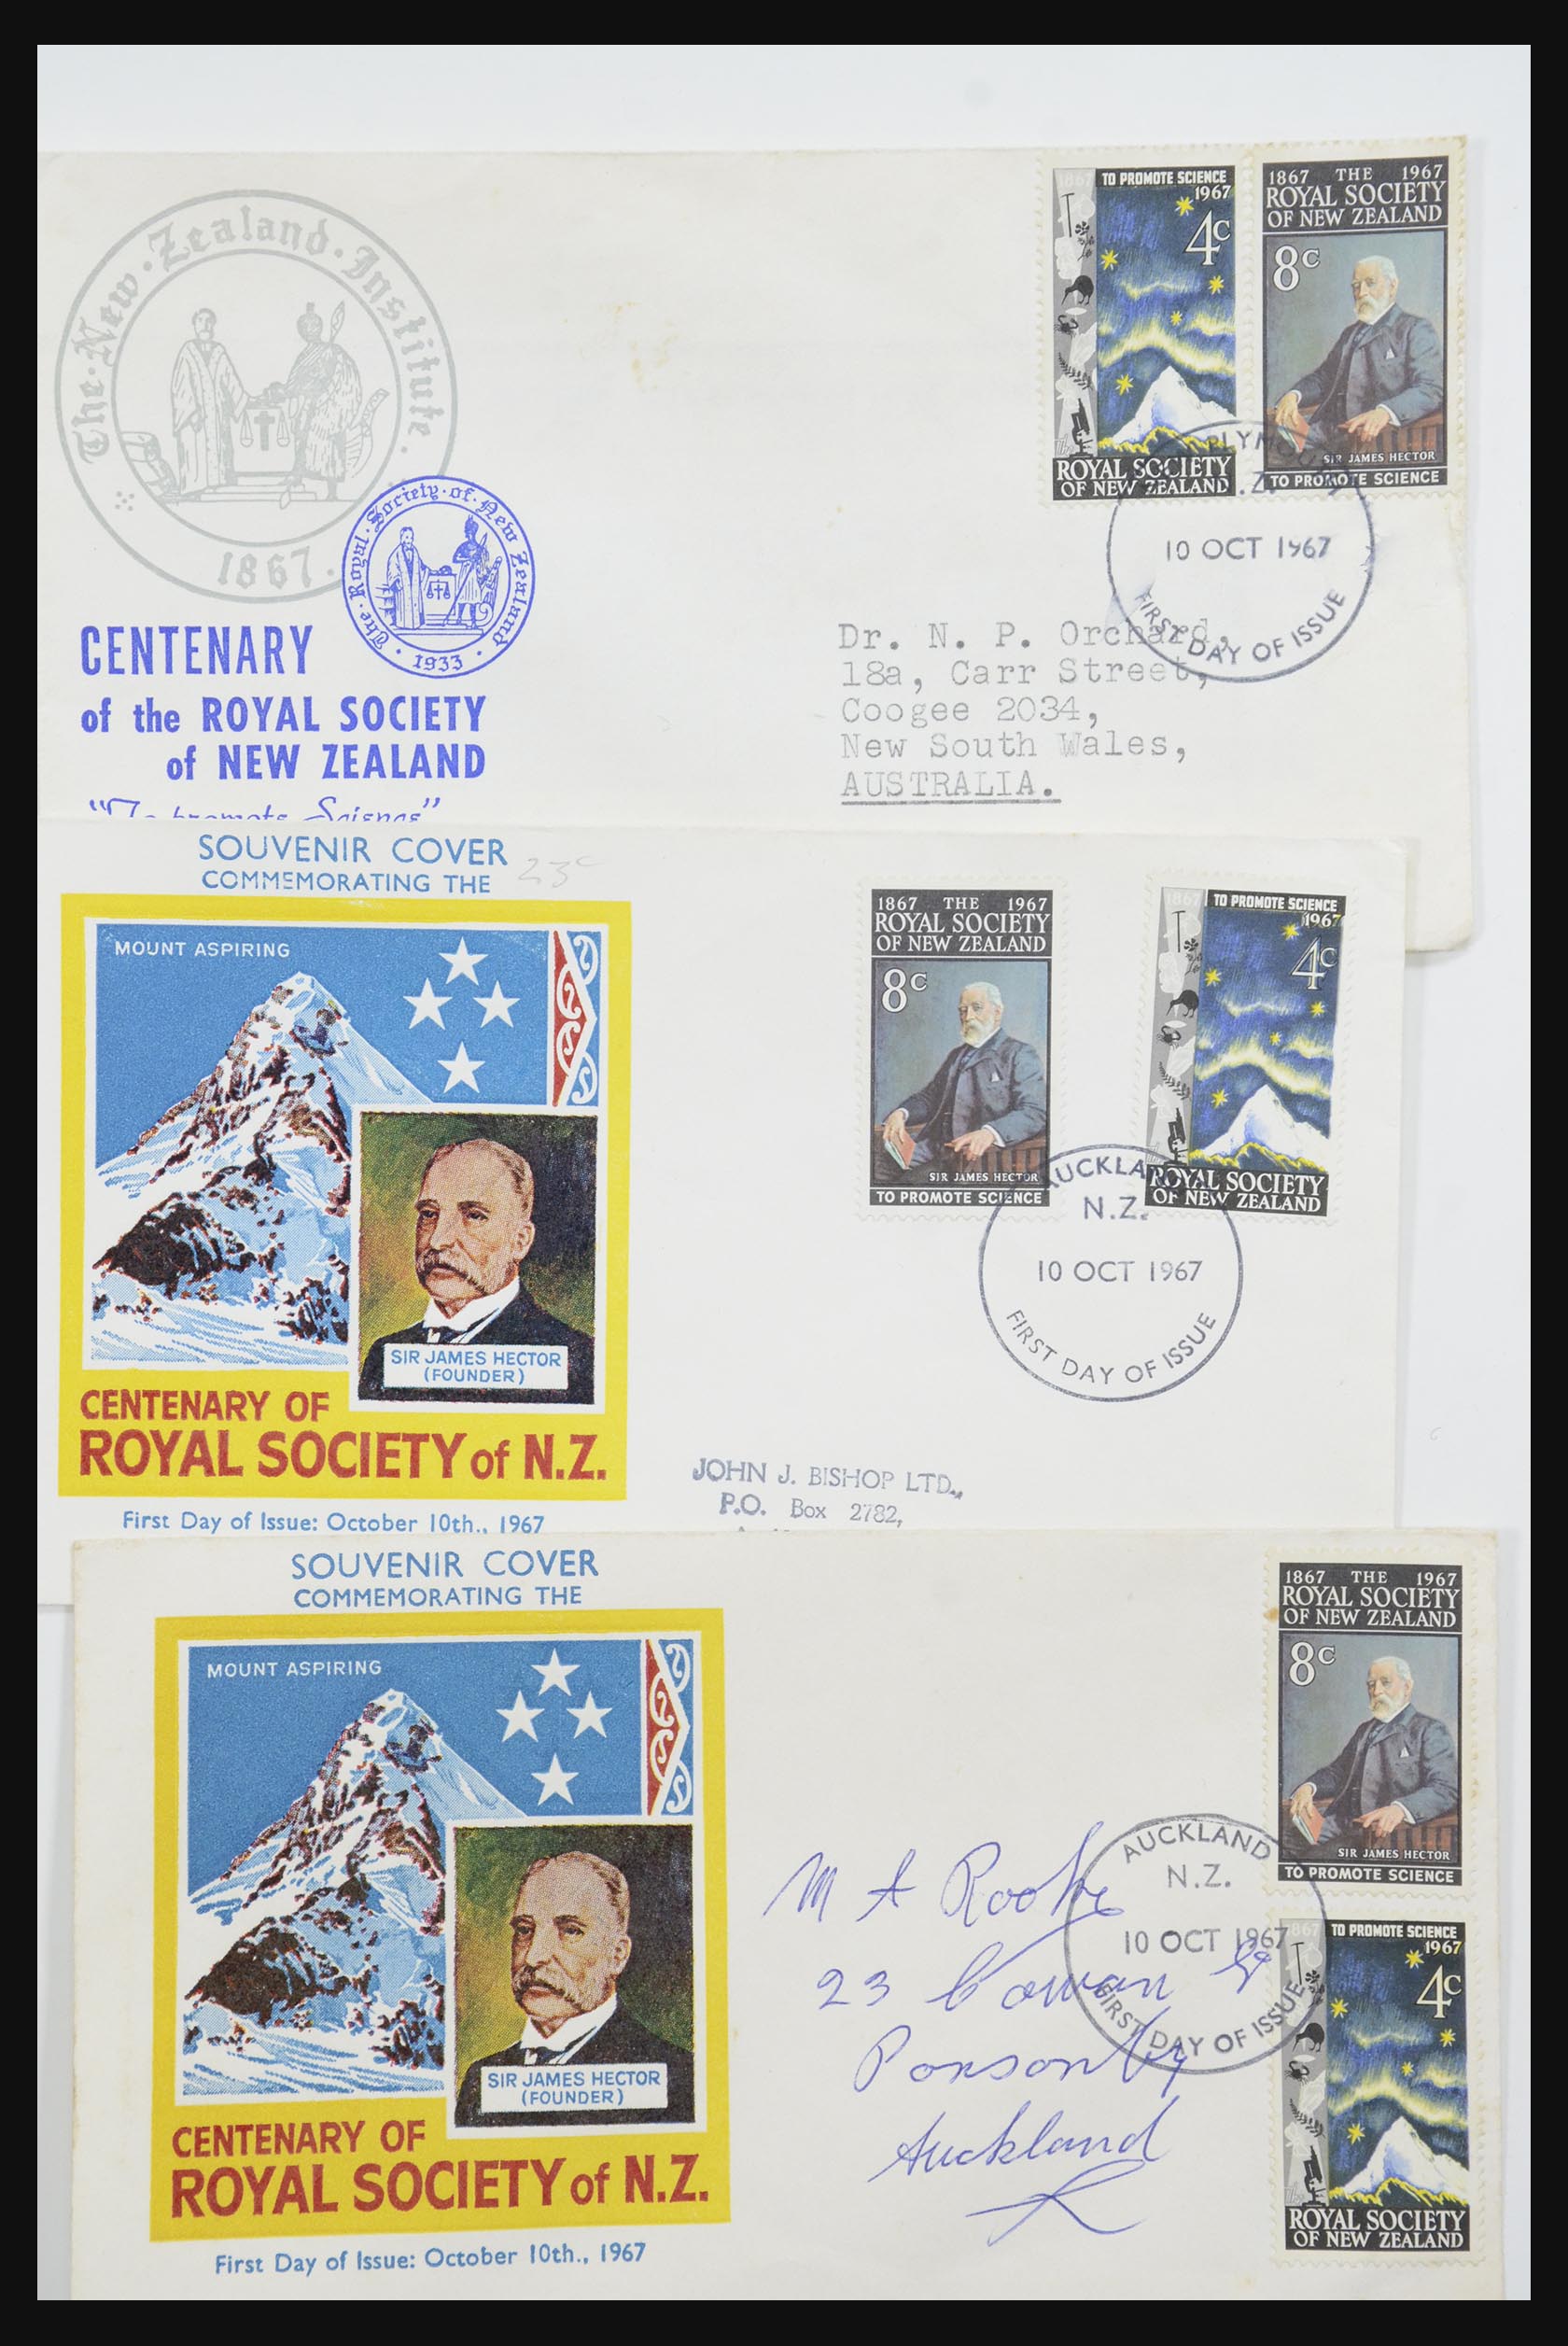 The · New · Zealand · Institute ·
1867 ·
The · Royal · Society · of · New Zealand
· 1933 ·
CENTENARY
of the ROYAL SOCIETY
of NEW ZEALAND
"To promote Science"
1867 TO PROMOTE SCIENCE
1967
4c
ROYAL SOCIETY
OF NEW ZEALAND
1867 THE 1967
ROYAL SOCIETY
OF NEW ZEALAND
8c
SIR JAMES HECTOR
TO PROMOTE SCIENCE
PLYMOUTH
N.Z.
10 OCT 1967
FIRST DAY OF ISSUE
Dr. N. P. Orchard,
18a, Carr Street,
Coogee 2034,
New South Wales,
AUSTRALIA.
SOUVENIR COVER
COMMEMORATING THE
23c
MOUNT ASPIRING
SIR JAMES HECTOR
(FOUNDER)
CENTENARY OF
ROYAL SOCIETY of N.Z.
First Day of Issue: October 10th., 1967
1867 THE 1967
ROYAL SOCIETY
OF NEW ZEALAND
8c
SIR JAMES HECTOR
TO PROMOTE SCIENCE
1867 TO PROMOTE SCIENCE
1967
4c
The
ROYAL SOCIETY
OF NEW ZEALAND
AUCKLAND
N.Z.
10 OCT 1967
FIRST DAY OF ISSUE
JOHN J. BISHOP LTD.,
P.O. Box 2782,
SOUVENIR COVER
COMMEMORATING THE
MOUNT ASPIRING
SIR JAMES HECTOR
(FOUNDER)
CENTENARY OF
ROYAL SOCIETY of N.Z.
First Day of Issue: October 10th., 1967
1867 THE 1967
ROYAL SOCIETY
OF NEW ZEALAND
8c
SIR JAMES HECTOR
TO PROMOTE SCIENCE
AUCKLAND
N.Z.
10 OCT 1967
FIRST DAY OF ISSUE
1867 TO PROMOTE SCIENCE
1967
4c
The
ROYAL SOCIETY
OF NEW ZEALAND
M A Rooke
23 Cowan St
Ponsonby
Auckland